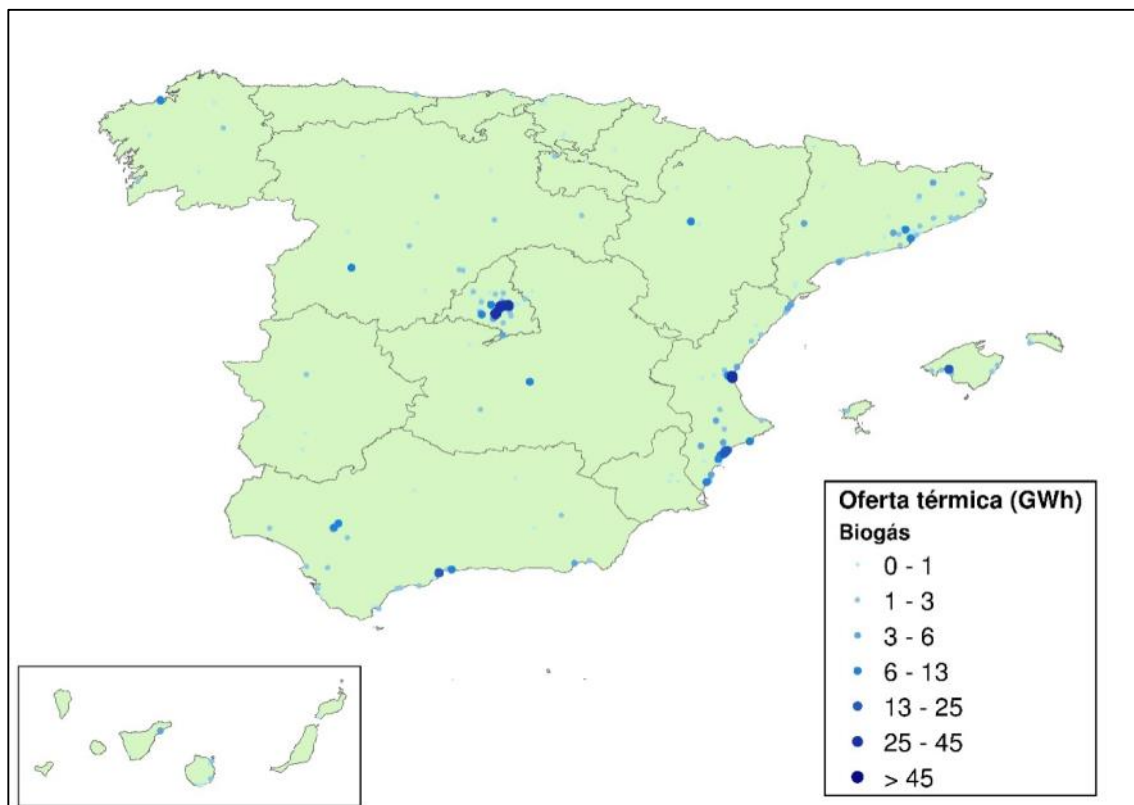 Oferta térmica (GWh)
Biogás
0 - 1
1 - 3
3 - 6
6 - 13
13 - 25
25 - 45
> 45